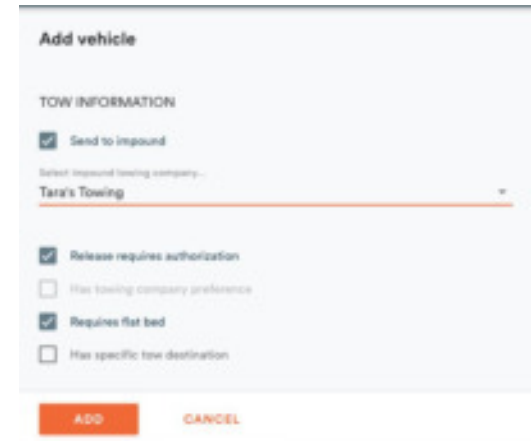 Add vehicle
TOW INFORMATION
Send to impound
Select impound towing company...
Tara's Towing
Release requires authorization
Has towing company preference
Requires flat bed
Has specific tow destination
ADD CANCEL